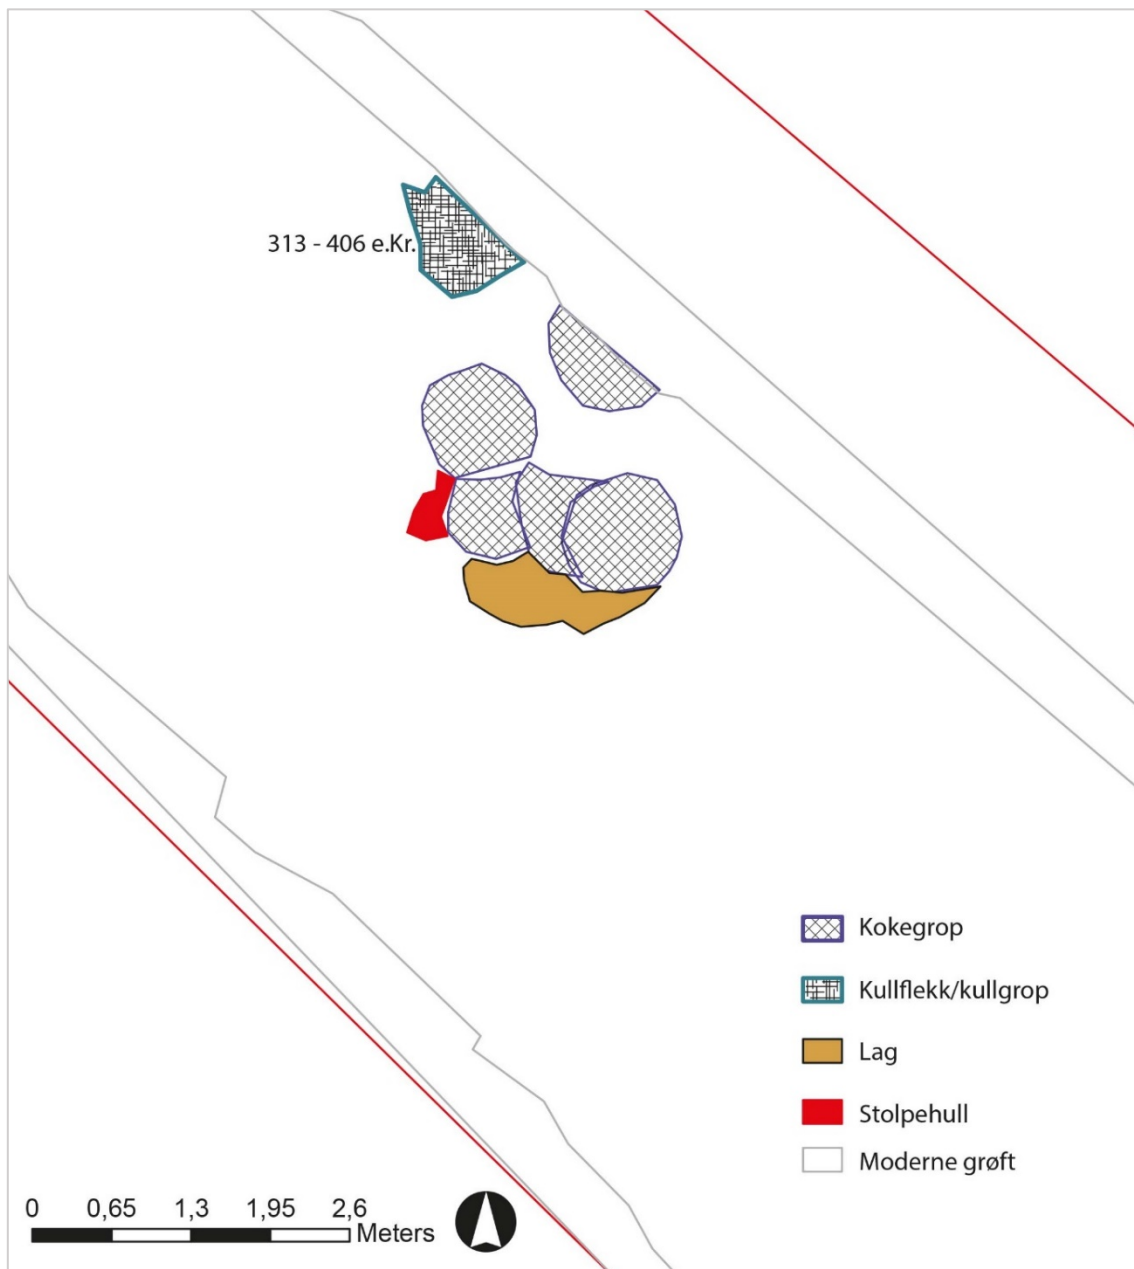 313 - 406 e.Kr.
Kokegrop
Kullflekk/kullgrop
Lag
Stolpehull
Moderne grøft
0 0,65 1,3 1,95 2,6
Meters